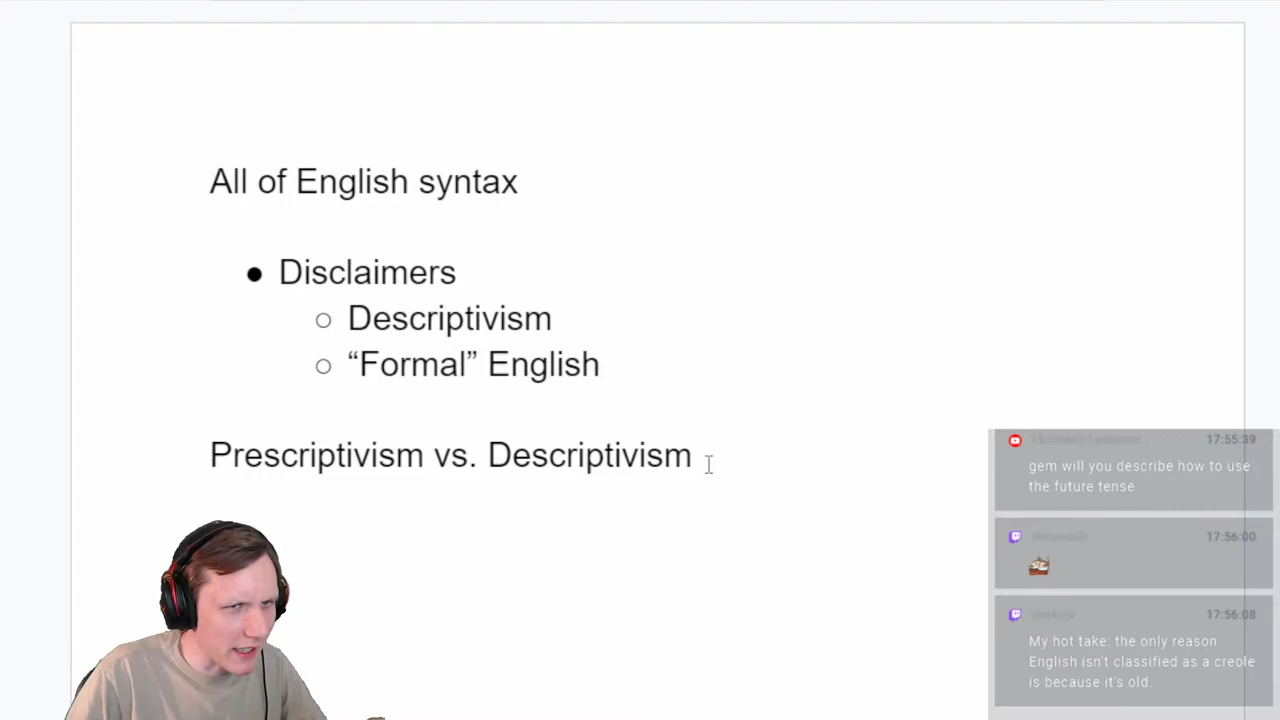 All of English syntax
● Disclaimers
○ Descriptivism
○ “Formal” English
Prescriptivism vs. Descriptivism
17:55:39
gem will you describe how to use
the future tense
17:56:00
17:56:08
My hot take: the only reason
English isn't classified as a creole
is because it's old.